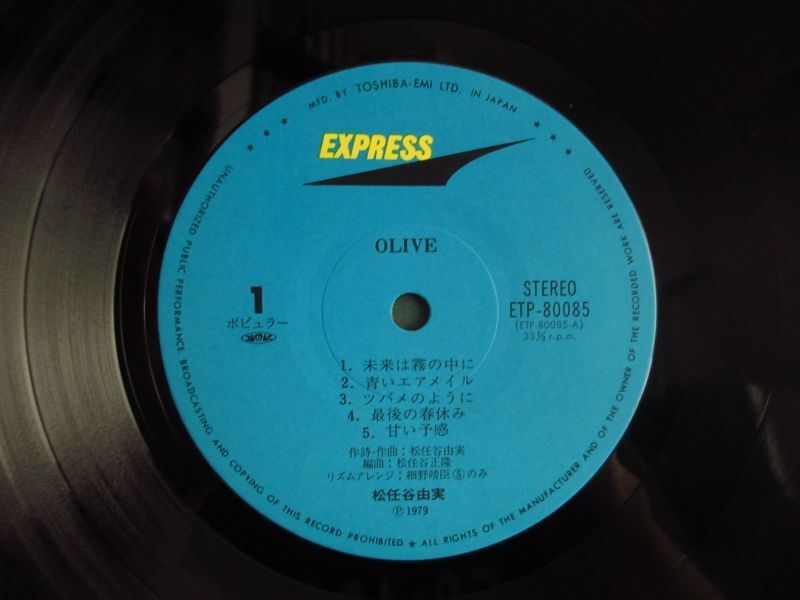 MFD. BY TOSHIBA-EMI LTD. IN JAPAN
EXPRESS
OLIVE
1
ポピュラー
STEREO
ETP-80085
(ETP-80085-A)
33⅓ r.p.m.
1. 未来は霧の中に
2. 青いエアメイル
3. ツバメのように
4. 最後の春休み
5. 甘い予感
作詩・作曲：松任谷由実
編曲：松任谷正隆
リズムアレンジ：細野晴臣⑤のみ
松任谷由実
Ⓟ1979
UNAUTHORIZED PUBLIC PERFORMANCE BROADCASTING AND COPYING OF THIS RECORD PROHIBITED ★ ALL RIGHTS OF THE MANUFACTURER AND OF THE OWNER OF THE RECORDED WORK ARE RESERVED